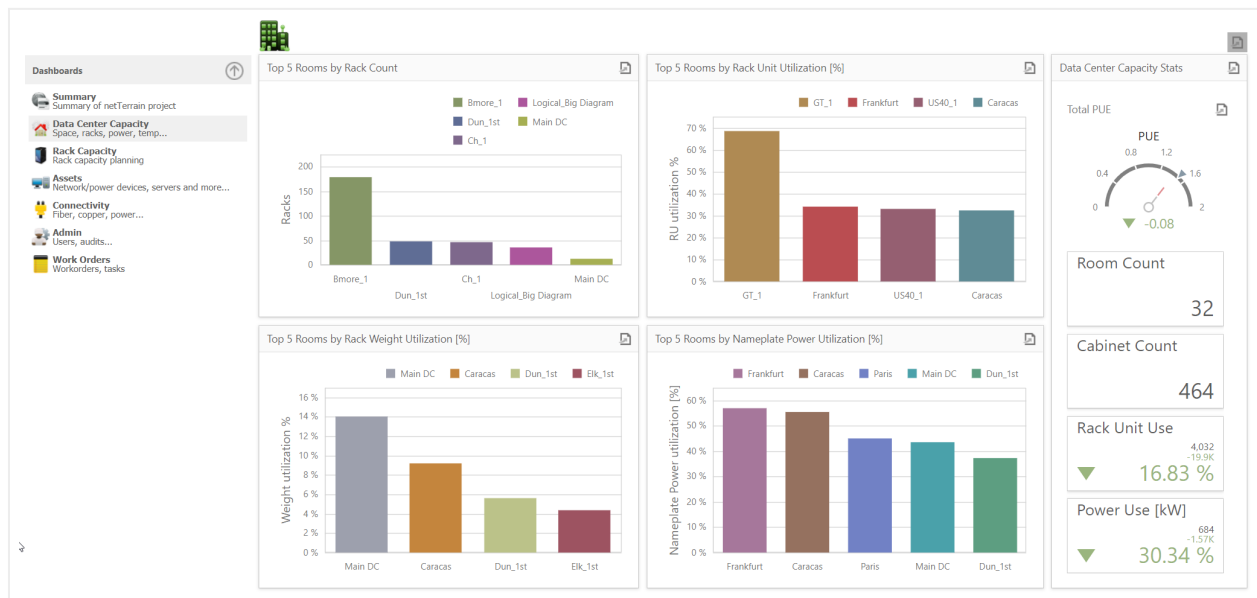 Dashboards
Summary
Summary of netTerrain project
Data Center Capacity
Space, racks, power, temp...
Rack Capacity
Rack capacity planning
Assets
Network/power devices, servers and more...
Connectivity
Fiber, copper, power...
Admin
Users, audits...
Work Orders
Workorders, tasks
Top 5 Rooms by Rack Count
Bmore_1 Logical_Big Diagram
Dun_1st Main DC
Ch_1
200
150
100
50
0
Racks
Bmore_1 Ch_1 Main DC
Dun_1st Logical_Big Diagram
Top 5 Rooms by Rack Unit Utilization [%]
GT_1 Frankfurt US40_1 Caracas
70 %
60 %
50 %
40 %
30 %
20 %
10 %
0 %
RU utilization %
GT_1 Frankfurt US40_1 Caracas
Top 5 Rooms by Rack Weight Utilization [%]
Main DC Caracas Dun_1st Elk_1st
16 %
14 %
12 %
10 %
8 %
6 %
4 %
2 %
0 %
Weight utilization %
Main DC Caracas Dun_1st Elk_1st
Top 5 Rooms by Nameplate Power Utilization [%]
Frankfurt Caracas Paris Main DC Dun_1st
60 %
50 %
40 %
30 %
20 %
10 %
0 %
Nameplate Power utilization [%]
Frankfurt Caracas Paris Main DC Dun_1st
Data Center Capacity Stats
Total PUE
PUE
0.8 1.2
0.4 1.6
0 2
-0.08
Room Count
32
Cabinet Count
464
Rack Unit Use
4,032
-19.9K
16.83 %
Power Use [kW]
684
-1.57K
30.34 %